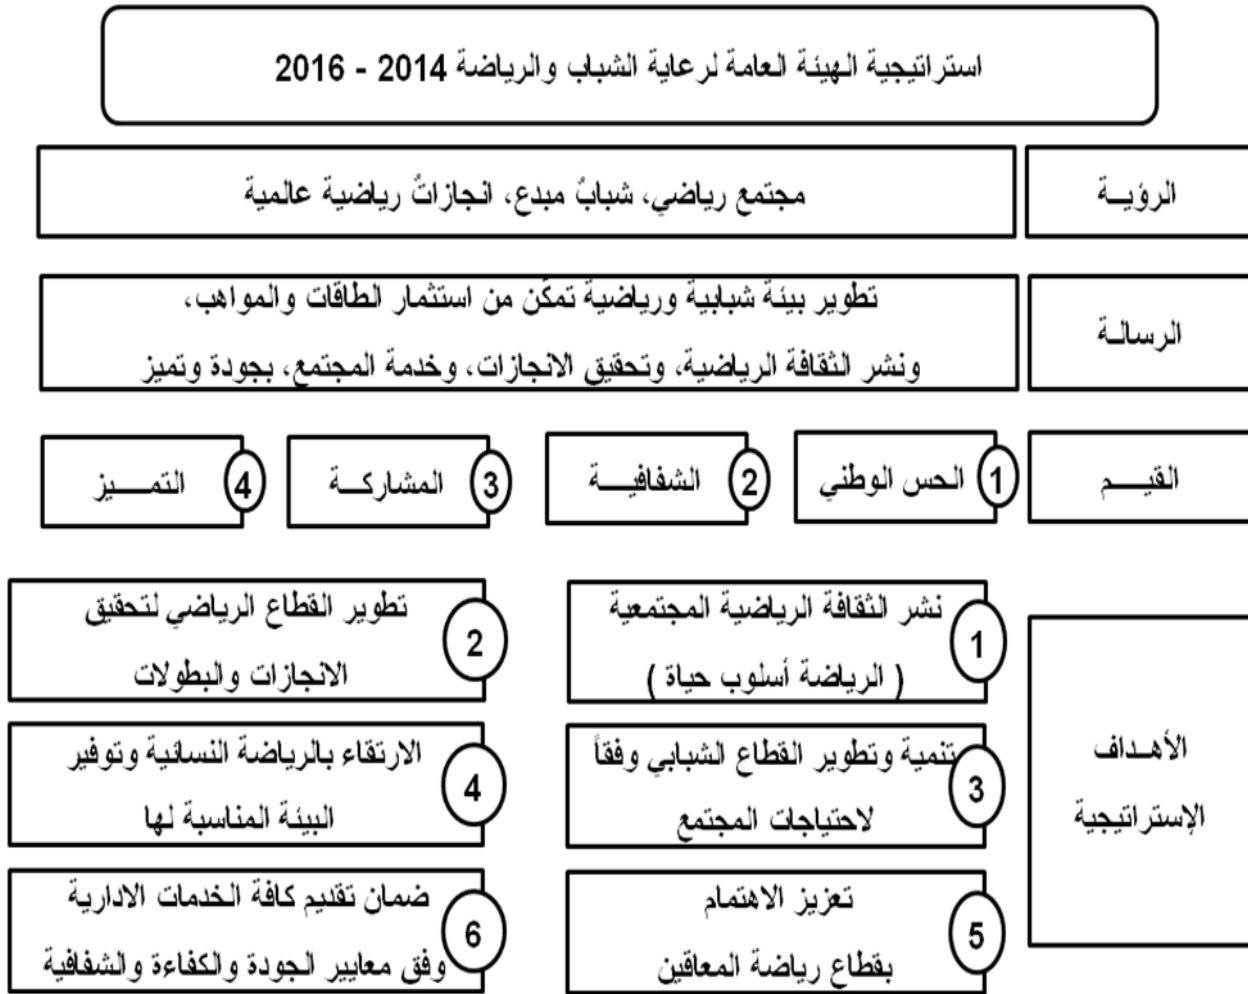 استراتيجية الهيئة العامة لرعاية الشباب والرياضة 2014 - 2016
الرؤيــة
مجتمع رياضي، شبابٌ مبدع، انجازاتٌ رياضية عالمية
الرسالـة
تطوير بيئة شبابية ورياضية تمكّن من استثمار الطاقات والمواهب،
ونشر الثقافة الرياضية، وتحقيق الانجازات، وخدمة المجتمع، بجودة وتميز
القيــم
1 الحس الوطني
2 الشفافيــة
3 المشاركــة
4 التمــــيز
الأهـداف
الإستراتيجية
1
نشر الثقافة الرياضية المجتمعية
( الرياضة أسلوب حياة )
2
تطوير القطاع الرياضي لتحقيق
الانجازات والبطولات
3
تنمية وتطوير القطاع الشبابي وفقاً
لاحتياجات المجتمع
4
الارتقاء بالرياضة النسائية وتوفير
البيئة المناسبة لها
5
تعزيز الاهتمام
بقطاع رياضة المعاقين
6
ضمان تقديم كافة الخدمات الادارية
وفق معايير الجودة والكفاءة والشفافية